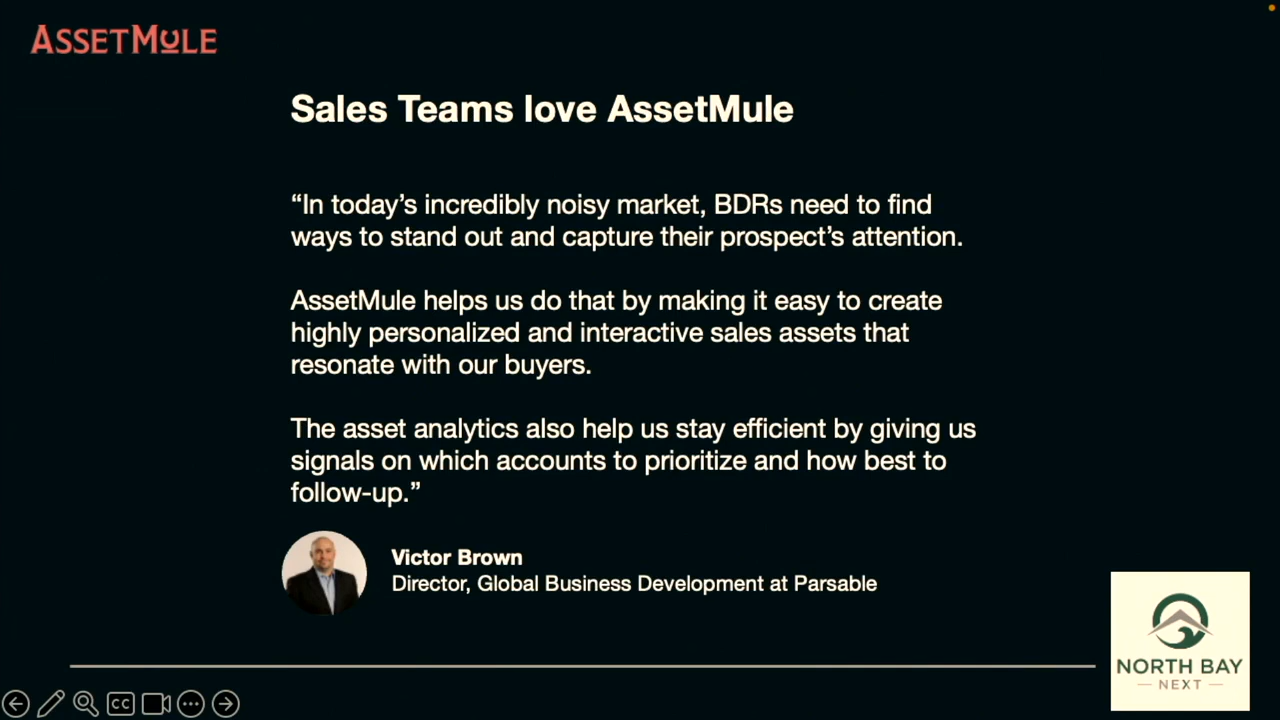 ASSETMULE
Sales Teams love AssetMule
“In today’s incredibly noisy market, BDRs need to find
ways to stand out and capture their prospect’s attention.
AssetMule helps us do that by making it easy to create
highly personalized and interactive sales assets that
resonate with our buyers.
The asset analytics also help us stay efficient by giving us
signals on which accounts to prioritize and how best to
follow-up.”
Victor Brown
Director, Global Business Development at Parsable
NORTH BAY
— NEXT —
CC